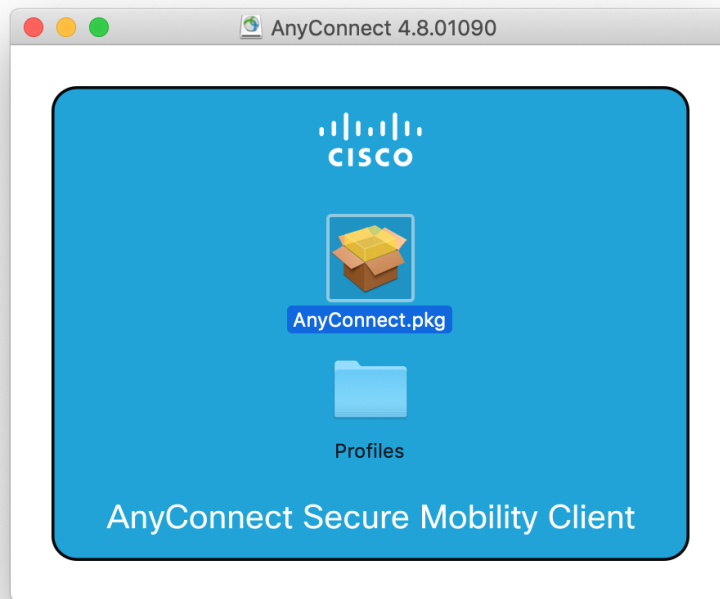 AnyConnect 4.8.01090
CISCO
AnyConnect.pkg
Profiles
AnyConnect Secure Mobility Client